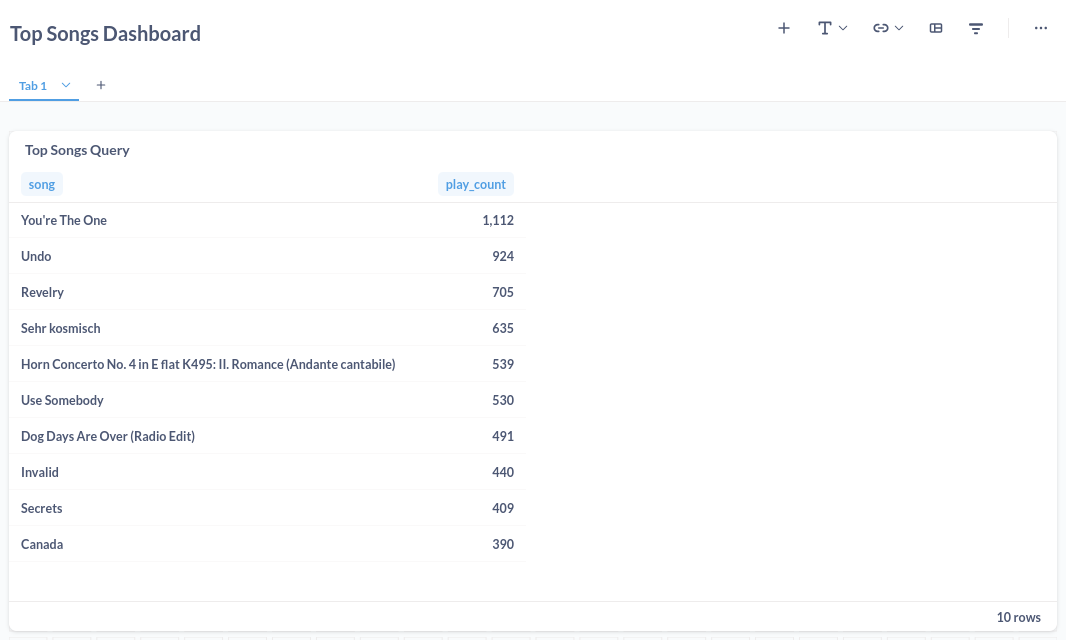 Top Songs Dashboard
Tab 1
Top Songs Query
song play_count
You're The One 1,112
Undo 924
Revelry 705
Sehr kosmisch 635
Horn Concerto No. 4 in E flat K495: II. Romance (Andante cantabile) 539
Use Somebody 530
Dog Days Are Over (Radio Edit) 491
Invalid 440
Secrets 409
Canada 390
10 rows